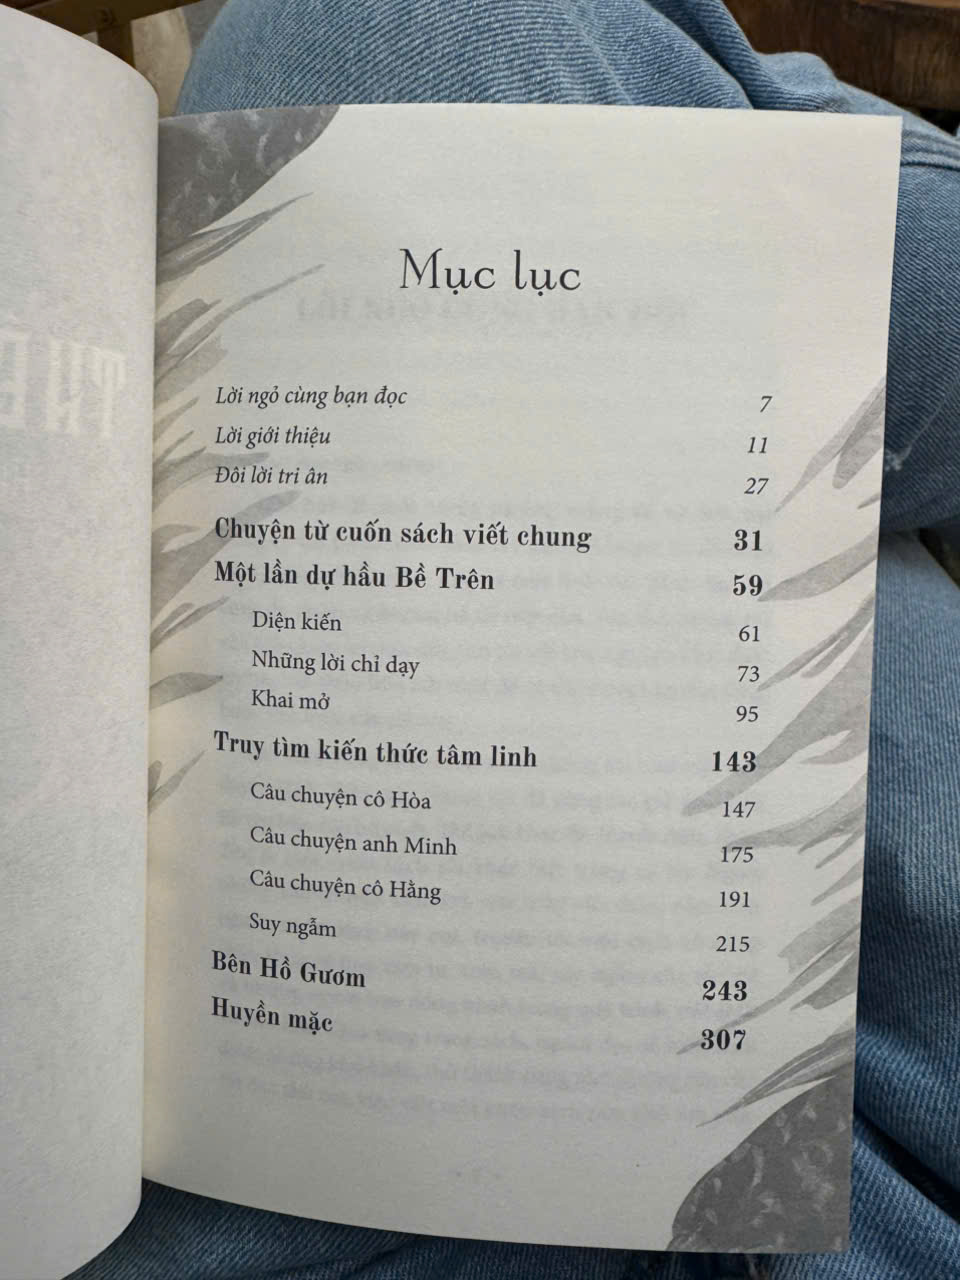 Mục lục
Lời ngỏ cùng bạn đọc 7
Lời giới thiệu 11
Đôi lời tri ân 27
Chuyện từ cuốn sách viết chung 31
Một lần dự hầu Bề Trên 59
Diện kiến 61
Những lời chỉ dạy 73
Khai mở 95
Truy tìm kiến thức tâm linh 143
Câu chuyện cô Hòa 147
Câu chuyện anh Minh 175
Câu chuyện cô Hằng 191
Suy ngẫm 215
Bên Hồ Gươm 243
Huyền mặc 307